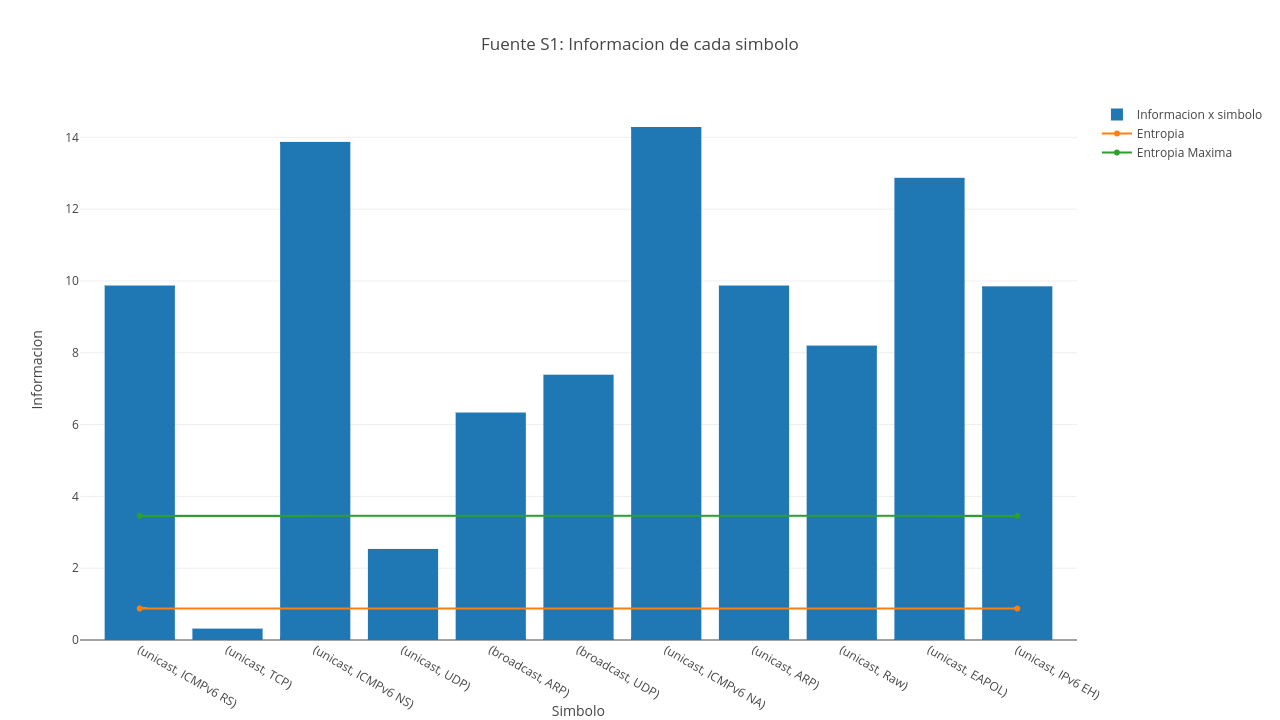 Fuente S1: Informacion de cada simbolo
Informacion x simbolo
Entropia
Entropia Maxima
Informacion
14
12
10
8
6
4
2
0
(unicast, ICMPv6 RS)
(unicast, TCP)
(unicast, ICMPv6 NS)
(unicast, UDP)
(broadcast, ARP)
(broadcast, UDP)
(unicast, ICMPv6 NA)
(unicast, ARP)
(unicast, Raw)
(unicast, EAPOL)
(unicast, IPv6 EH)
Simbolo